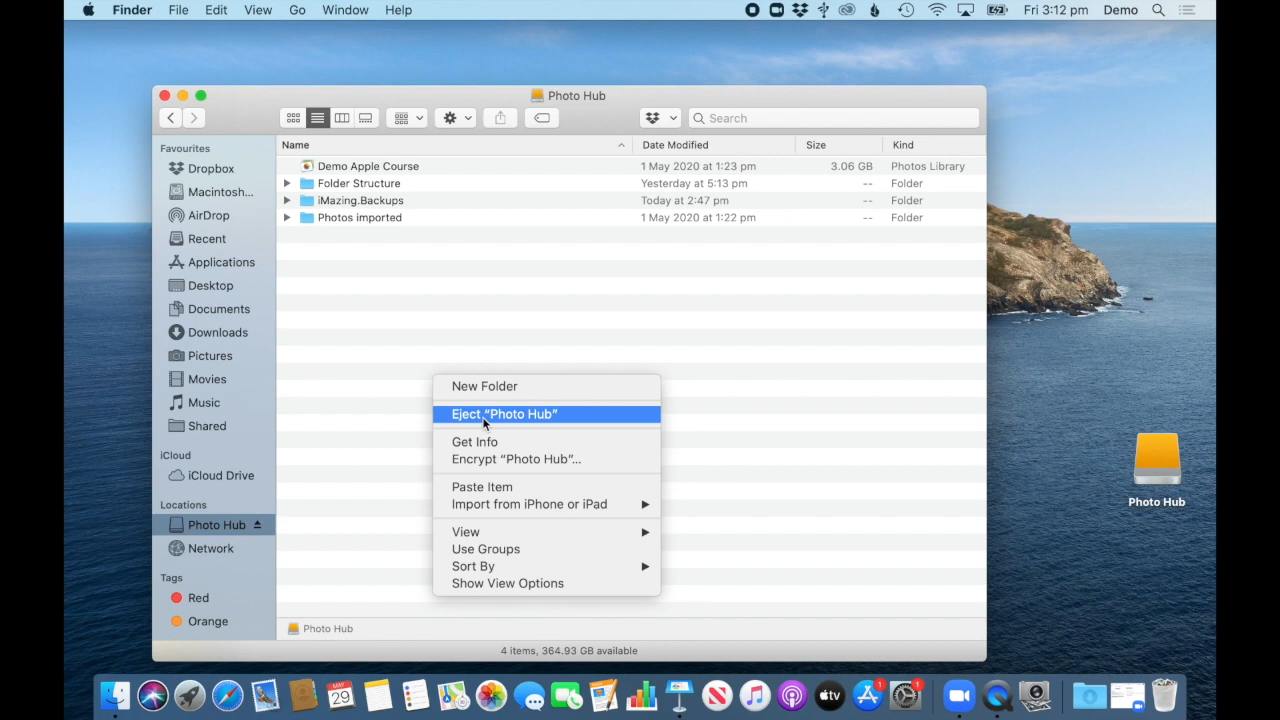 Finder File Edit View Go Window Help Fri 3:12 pm Demo
Photo Hub
Search
Favourites
Dropbox
Macintosh...
AirDrop
Recent
Applications
Desktop
Documents
Downloads
Pictures
Movies
Music
Shared
iCloud
iCloud Drive
Locations
Photo Hub
Network
Tags
Red
Orange
Name Date Modified Size Kind
Demo Apple Course 1 May 2020 at 1:23 pm 3.06 GB Photos Library
Folder Structure Yesterday at 5:13 pm -- Folder
iMazing.Backups Today at 2:47 pm -- Folder
Photos imported 1 May 2020 at 1:22 pm -- Folder
New Folder
Eject “Photo Hub”
Get Info
Encrypt “Photo Hub”...
Paste Item
Import from iPhone or iPad
View
Use Groups
Sort By
Show View Options
Photo Hub
4 items, 364.93 GB available
Photo Hub
MAY
29
tv
1
1